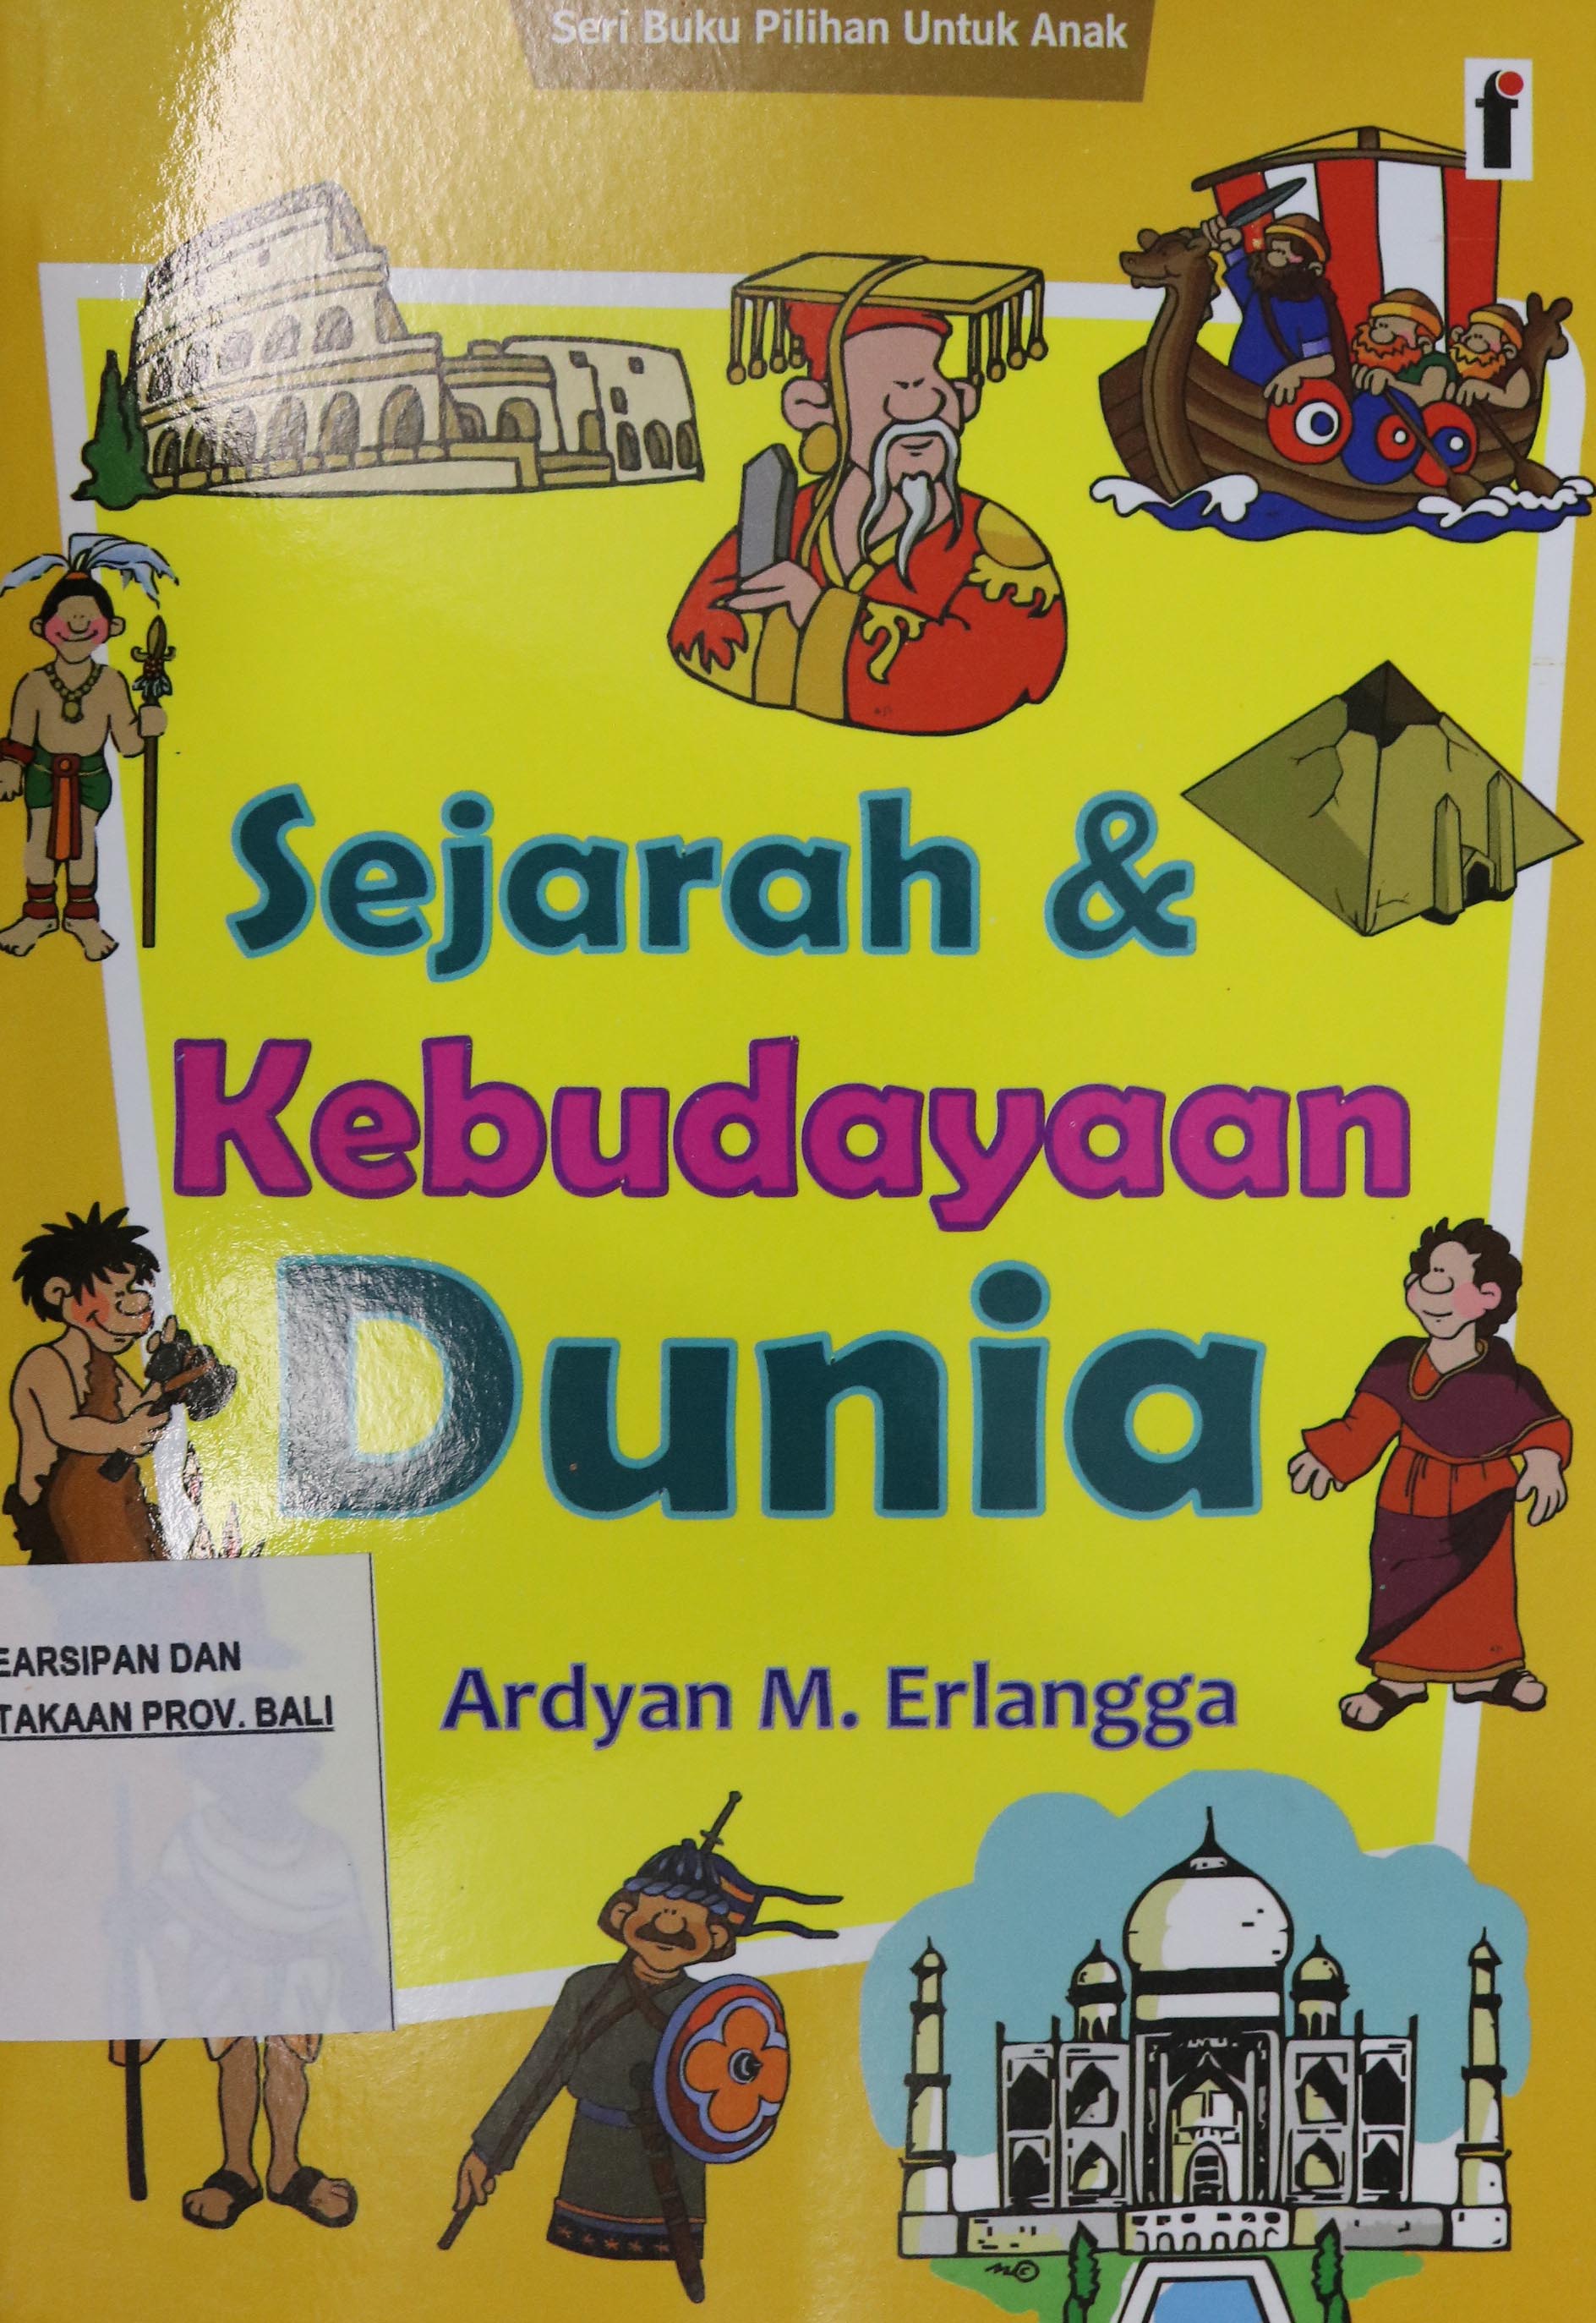 Seri Buku Pilihan Untuk Anak
f
Sejarah &
Kebudayaan
Dunia
Ardyan M. Erlangga
EARSIPAN DAN
TAKAAN PROV. BALI